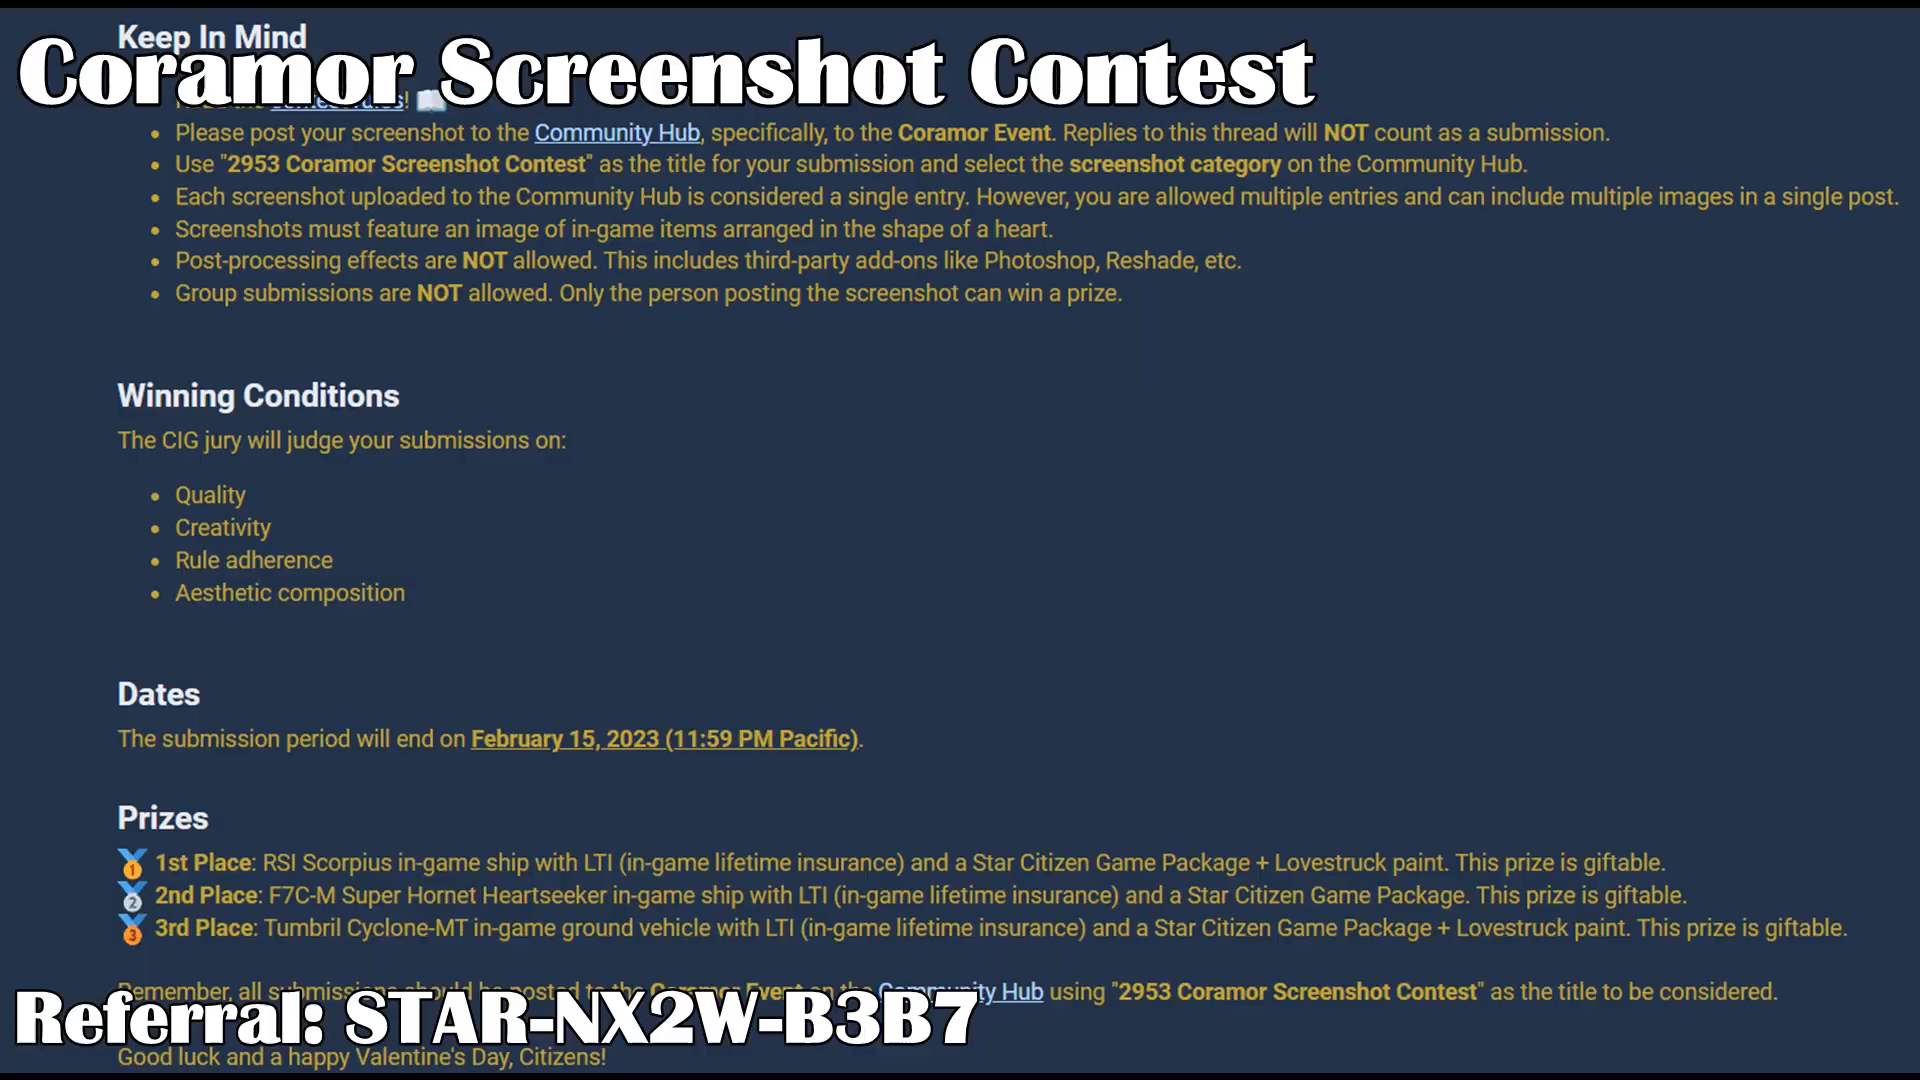 Keep In Mind
Coramor Screenshot Contest
Please post your screenshot to the Community Hub, specifically, to the Coramor Event. Replies to this thread will NOT count as a submission.
Use "2953 Coramor Screenshot Contest" as the title for your submission and select the screenshot category on the Community Hub.
Each screenshot uploaded to the Community Hub is considered a single entry. However, you are allowed multiple entries and can include multiple images in a single post.
Screenshots must feature an image of in-game items arranged in the shape of a heart.
Post-processing effects are NOT allowed. This includes third-party add-ons like Photoshop, Reshade, etc.
Group submissions are NOT allowed. Only the person posting the screenshot can win a prize.
Winning Conditions
The CIG jury will judge your submissions on:
Quality
Creativity
Rule adherence
Aesthetic composition
Dates
The submission period will end on February 15, 2023 (11:59 PM Pacific).
Prizes
1st Place: RSI Scorpius in-game ship with LTI (in-game lifetime insurance) and a Star Citizen Game Package + Lovestruck paint. This prize is giftable.
2nd Place: F7C-M Super Hornet Heartseeker in-game ship with LTI (in-game lifetime insurance) and a Star Citizen Game Package. This prize is giftable.
3rd Place: Tumbril Cyclone-MT in-game ground vehicle with LTI (in-game lifetime insurance) and a Star Citizen Game Package + Lovestruck paint. This prize is giftable.
Remember, all submissions should be posted to the Coramor Event on the Community Hub using "2953 Coramor Screenshot Contest" as the title to be considered.
Referral: STAR-NX2W-B3B7
Good luck and a happy Valentine's Day, Citizens!